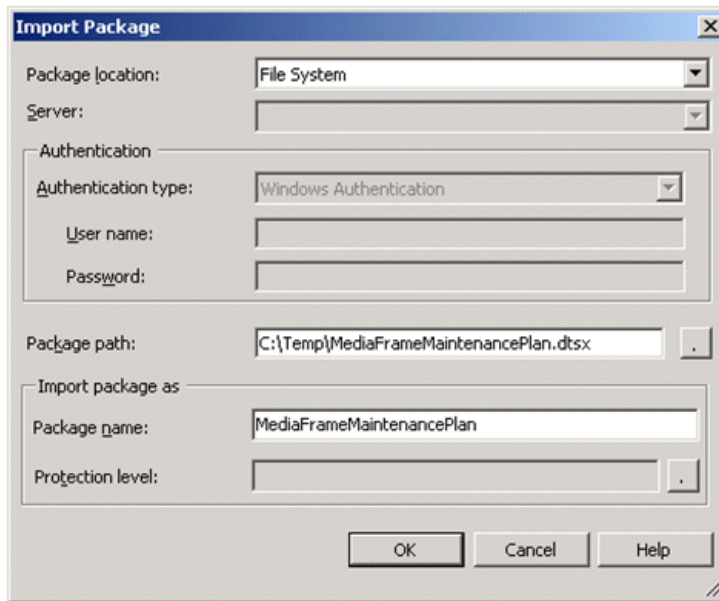 Import Package
Package location: File System
Server:
Authentication
Authentication type: Windows Authentication
User name:
Password:
Package path: C:\Temp\MediaFrameMaintenancePlan.dtsx .
Import package as
Package name: MediaFrameMaintenancePlan
Protection level: .
OK Cancel Help